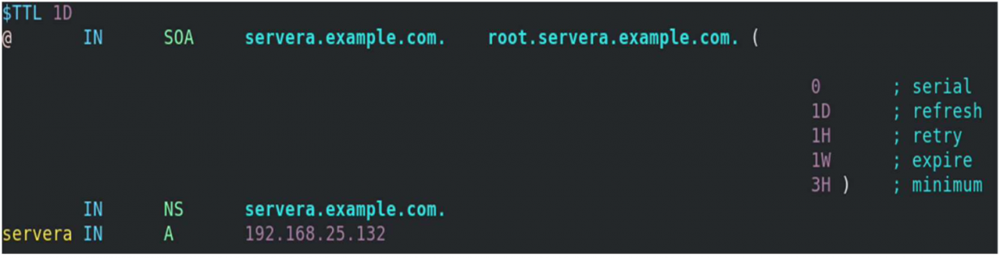 $TTL 1D
@ IN SOA servera.example.com. root.servera.example.com. (
0 ; serial
1D ; refresh
1H ; retry
1W ; expire
3H ) ; minimum
IN NS servera.example.com.
servera IN A 192.168.25.132